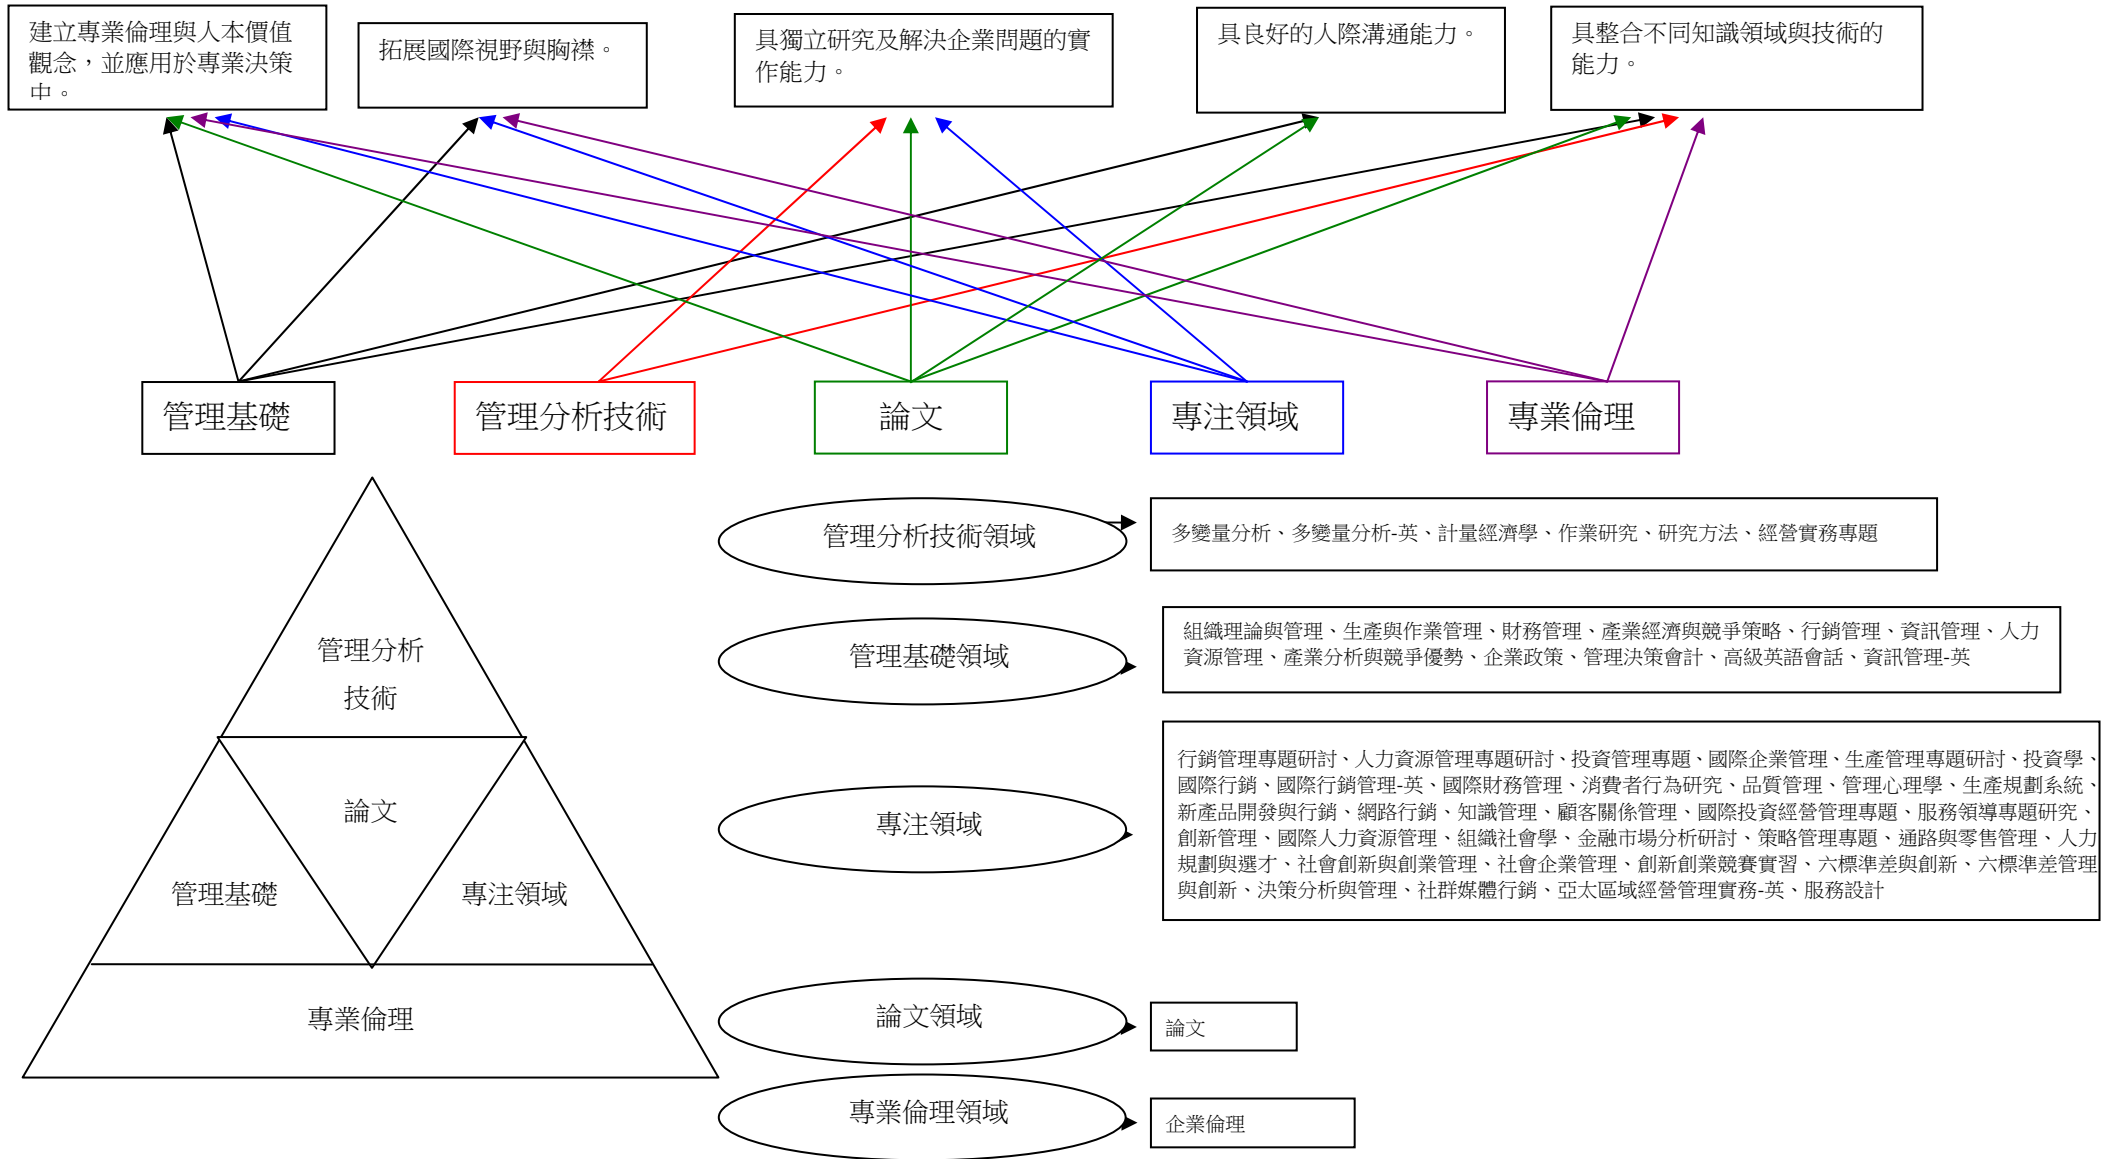 建立專業倫理與人本價值
觀念，並應用於專業決策
中。
拓展國際視野與胸襟。
具獨立研究及解決企業問題的實
作能力。
具良好的人際溝通能力。
具整合不同知識領域與技術的
能力。
管理基礎
管理分析技術
論文
專注領域
專業倫理
管理分析
技術
論文
管理基礎
專注領域
專業倫理
管理分析技術領域
多變量分析、多變量分析-英、計量經濟學、作業研究、研究方法、經營實務專題
管理基礎領域
組織理論與管理、生產與作業管理、財務管理、產業經濟與競爭策略、行銷管理、資訊管理、人力
資源管理、產業分析與競爭優勢、企業政策、管理決策會計、高級英語會話、資訊管理-英
專注領域
行銷管理專題研討、人力資源管理專題研討、投資管理專題、國際企業管理、生產管理專題研討、投資學、
國際行銷、國際行銷管理-英、國際財務管理、消費者行為研究、品質管理、管理心理學、生產規劃系統、
新產品開發與行銷、網路行銷、知識管理、顧客關係管理、國際投資經營管理專題、服務領導專題研究、
創新管理、國際人力資源管理、組織社會學、金融市場分析研討、策略管理專題、通路與零售管理、人力
規劃與選才、社會創新與創業管理、社會企業管理、創新創業競賽實習、六標準差與創新、六標準差管理
與創新、決策分析與管理、社群媒體行銷、亞太區域經營管理實務-英、服務設計
論文領域
論文
專業倫理領域
企業倫理